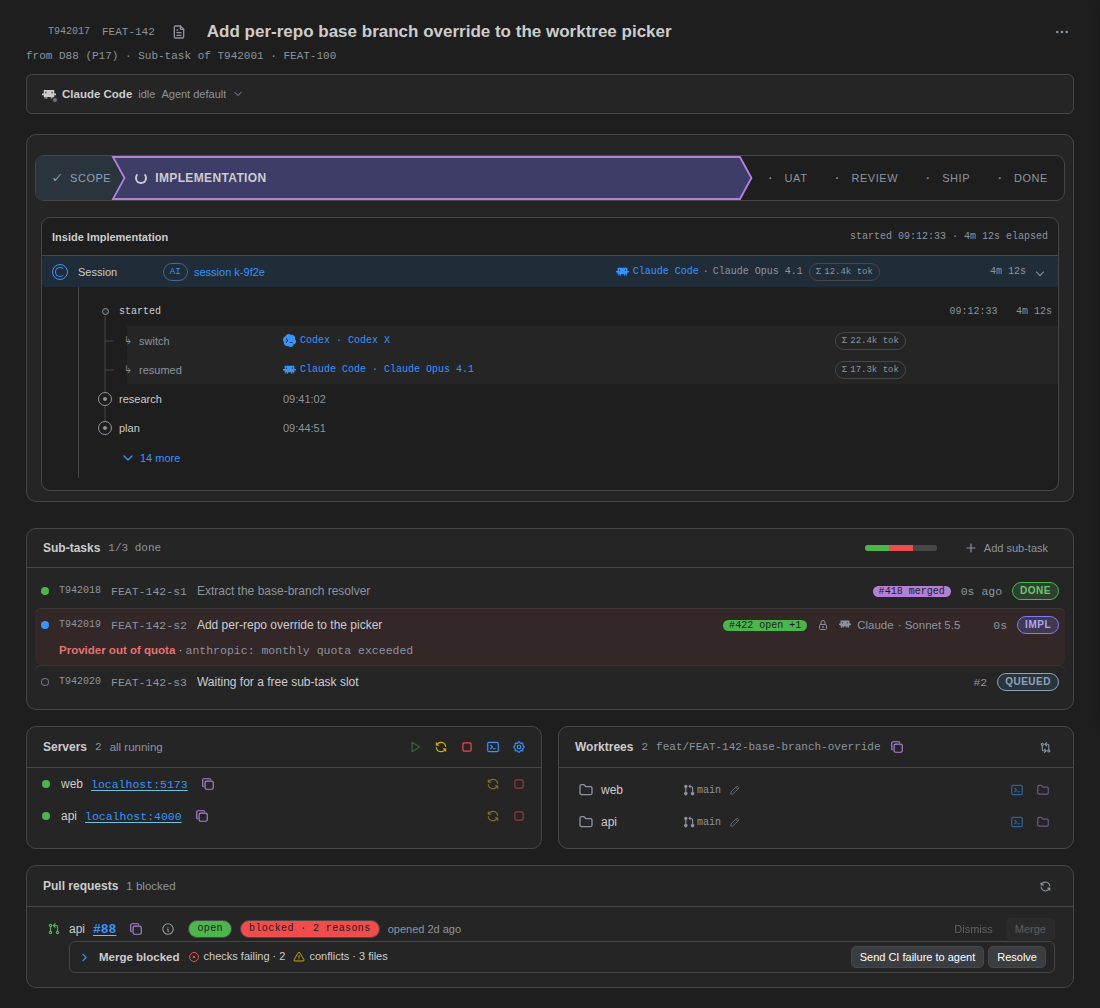 T942017 FEAT-142 Add per-repo base branch override to the worktree picker
from D88 (P17) · Sub-task of T942001 · FEAT-100
Claude Code idle Agent default
SCOPE IMPLEMENTATION · UAT · REVIEW · SHIP · DONE
Inside Implementation started 09:12:33 · 4m 12s elapsed
Session AI session k-9f2e Claude Code · Claude Opus 4.1 Σ 12.4k tok 4m 12s
started 09:12:33 4m 12s
↳ switch Codex · Codex X Σ 22.4k tok
↳ resumed Claude Code · Claude Opus 4.1 Σ 17.3k tok
research 09:41:02
plan 09:44:51
14 more
Sub-tasks 1/3 done Add sub-task
T942018 FEAT-142-s1 Extract the base-branch resolver #418 merged 0s ago DONE
T942019 FEAT-142-s2 Add per-repo override to the picker #422 open +1 Claude · Sonnet 5.5 0s IMPL
Provider out of quota · anthropic: monthly quota exceeded
T942020 FEAT-142-s3 Waiting for a free sub-task slot #2 QUEUED
Servers 2 all running
web localhost:5173
api localhost:4000
Worktrees 2 feat/FEAT-142-base-branch-override
web main
api main
Pull requests 1 blocked
api #88 open blocked · 2 reasons opened 2d ago Dismiss Merge
Merge blocked checks failing · 2 conflicts · 3 files Send CI failure to agent Resolve